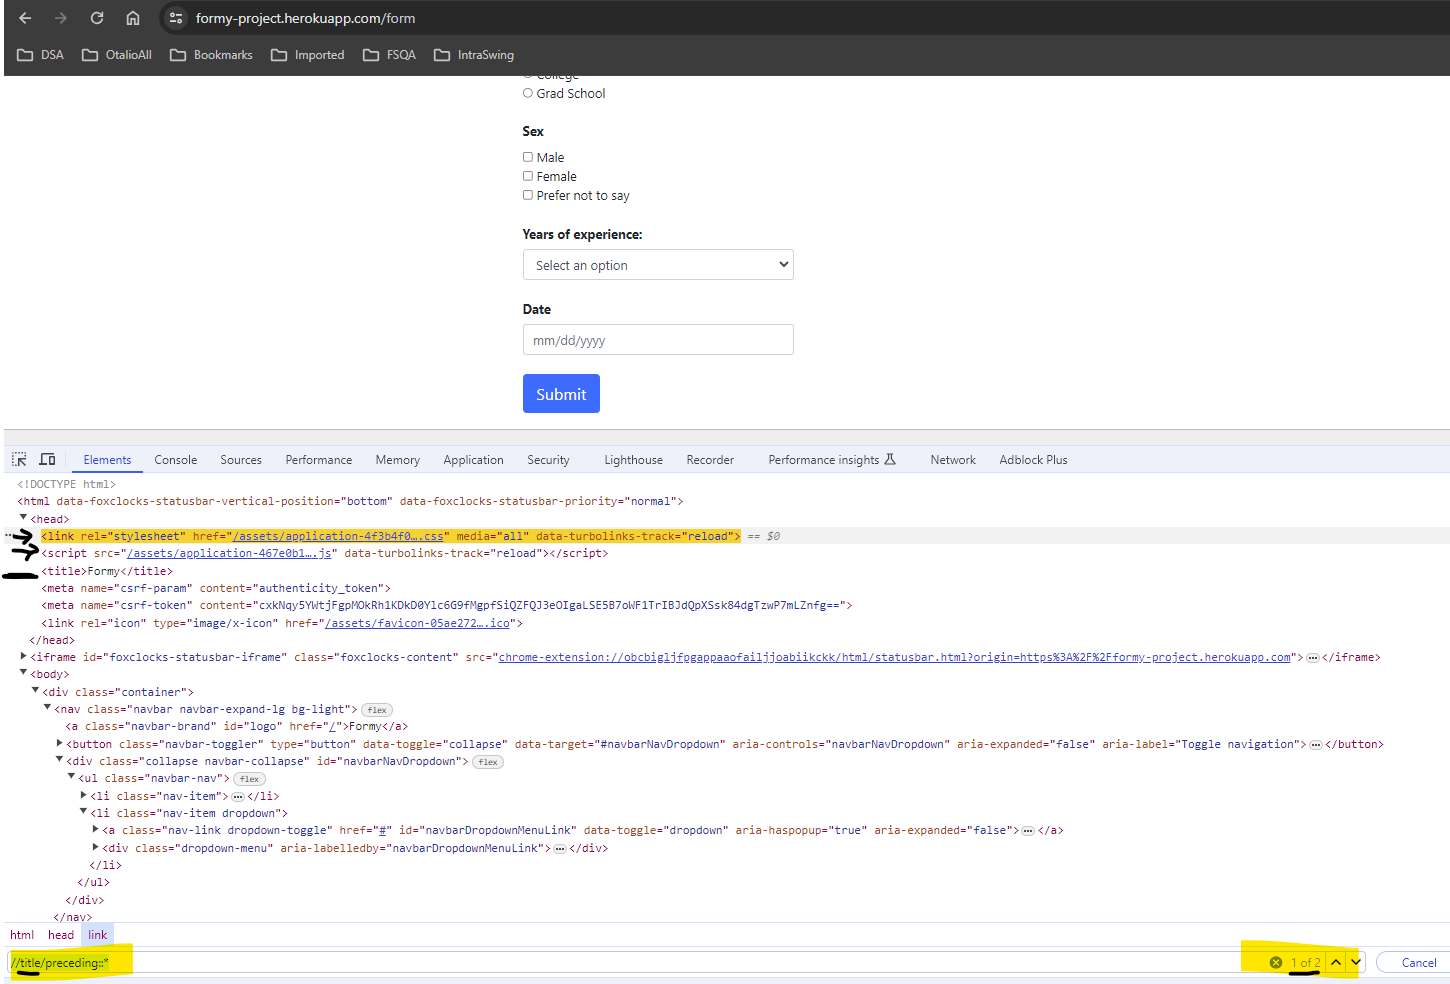 formy-project.herokuapp.com/form
DSA OtalioAll Bookmarks Imported FSQA IntraSwing
College
Grad School
Sex
Male
Female
Prefer not to say
Years of experience:
Select an option
Date
mm/dd/yyyy
Submit
Elements Console Sources Performance Memory Application Security Lighthouse Recorder Performance insights Network Adblock Plus
<!DOCTYPE html>
<html data-foxclocks-statusbar-vertical-position="bottom" data-foxclocks-statusbar-priority="normal">
<head>
<link rel="stylesheet" href="/assets/application-4f3b4f0….css" media="all" data-turbolinks-track="reload"> == $0
<script src="/assets/application-467e0b1….js" data-turbolinks-track="reload"></script>
<title>Formy</title>
<meta name="csrf-param" content="authenticity_token">
<meta name="csrf-token" content="cxkNqy5YWtjFgpMOkRh1KDkD0Ylc6G9fMgpfSiQZFQJ3eOIgaLSE5B7oWF1TrIBJdQpXSsk84dgTzwP7mLZnfg==">
<link rel="icon" type="image/x-icon" href="/assets/favicon-05ae272….ico">
</head>
<iframe id="foxclocks-statusbar-iframe" class="foxclocks-content" src="chrome-extension://obcbigljfpgappaaofailjjoabiikckk/html/statusbar.html?origin=https%3A%2F%2Fformy-project.herokuapp.com">…</iframe>
<body>
<div class="container">
<nav class="navbar navbar-expand-lg bg-light"> flex
<a class="navbar-brand" id="logo" href="/">Formy</a>
<button class="navbar-toggler" type="button" data-toggle="collapse" data-target="#navbarNavDropdown" aria-controls="navbarNavDropdown" aria-expanded="false" aria-label="Toggle navigation">…</button>
<div class="collapse navbar-collapse" id="navbarNavDropdown"> flex
<ul class="navbar-nav"> flex
<li class="nav-item">…</li>
<li class="nav-item dropdown">
<a class="nav-link dropdown-toggle" href="#" id="navbarDropdownMenuLink" data-toggle="dropdown" aria-haspopup="true" aria-expanded="false">…</a>
<div class="dropdown-menu" aria-labelledby="navbarDropdownMenuLink">…</div>
</li>
</ul>
</div>
</nav>
html head link
//title/preceding::* 1 of 2 Cancel